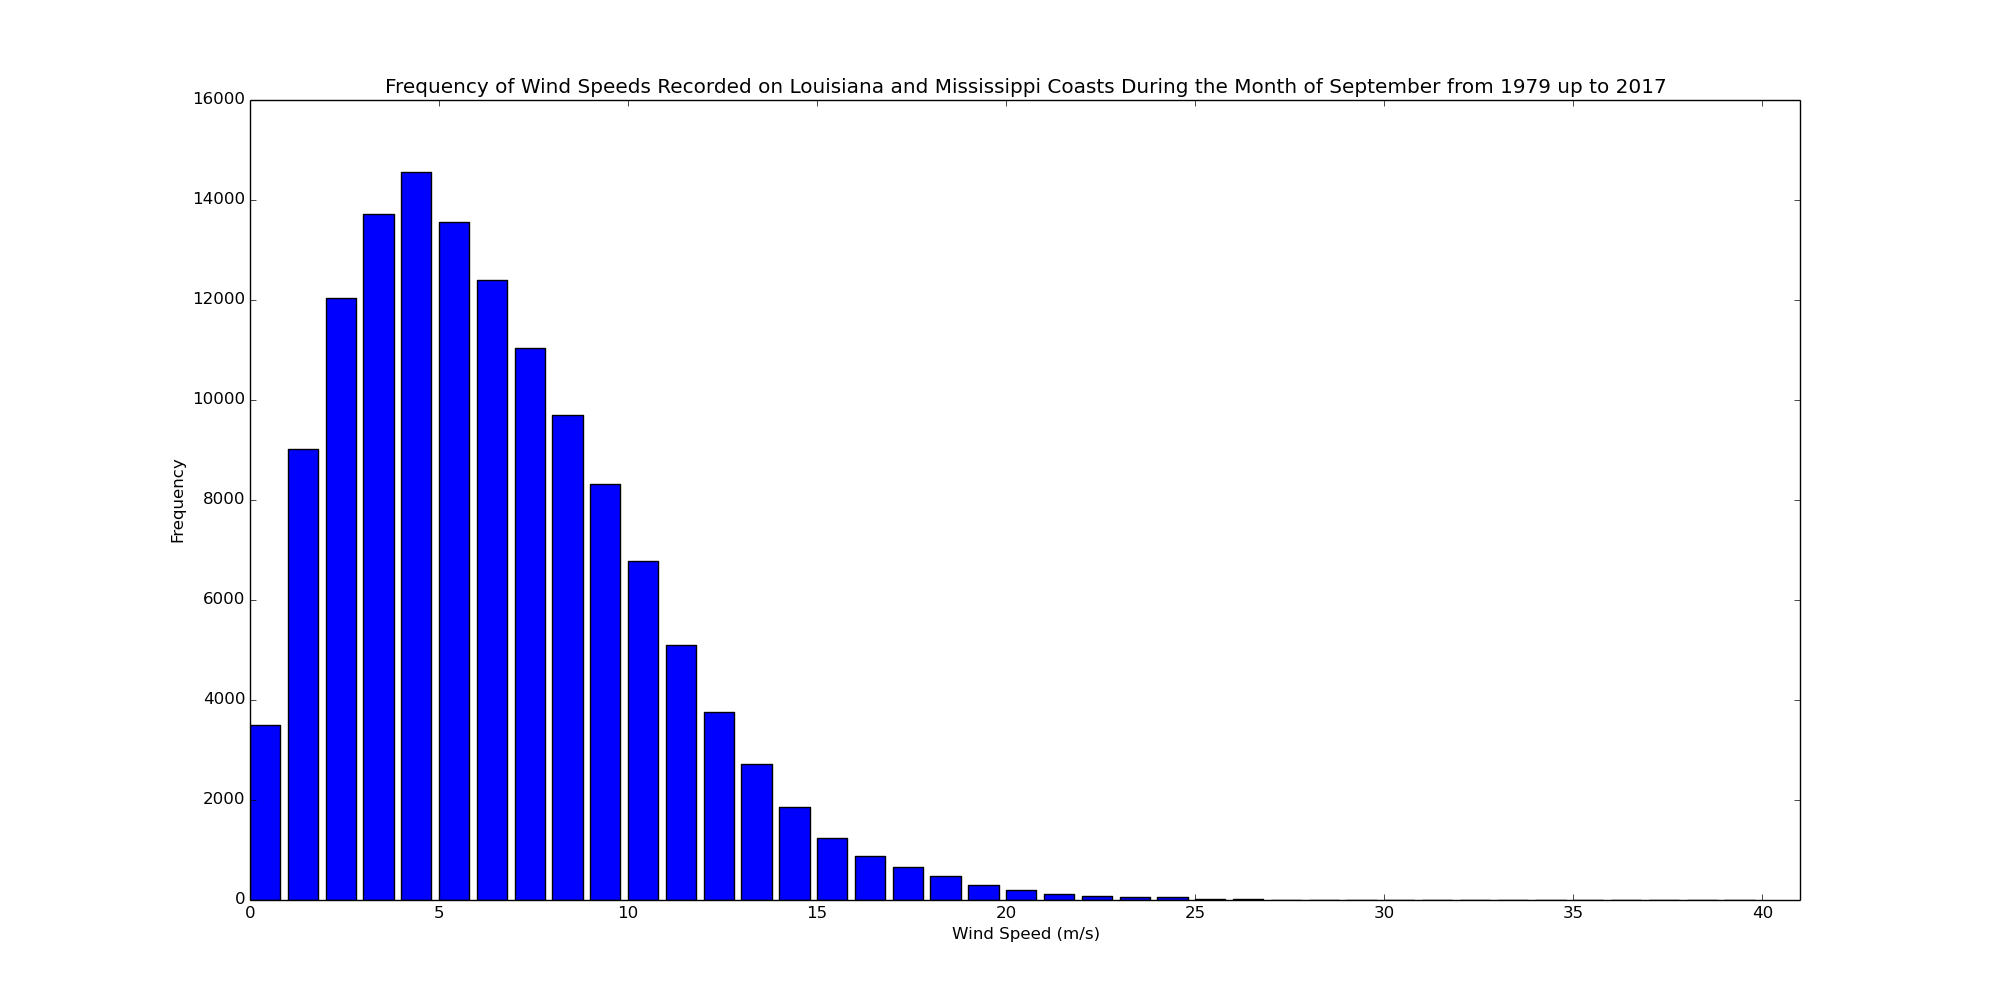 Frequency of Wind Speeds Recorded on Louisiana and Mississippi Coasts During the Month of September from 1979 up to 2017
16000
14000
12000
10000
8000
6000
4000
2000
0
Frequency
0 5 10 15 20 25 30 35 40
Wind Speed (m/s)